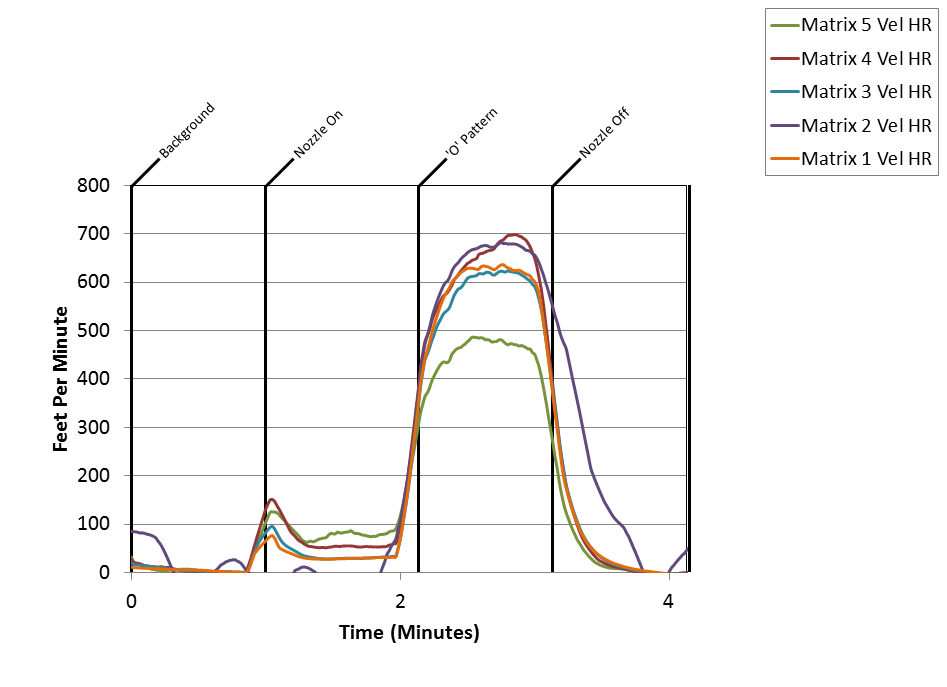 Matrix 5 Vel HR
Matrix 4 Vel HR
Matrix 3 Vel HR
Matrix 2 Vel HR
Matrix 1 Vel HR
Background
Nozzle On
'O' Pattern
Nozzle Off
800
700
600
500
400
300
200
100
0
Feet Per Minute
0
2
4
Time (Minutes)